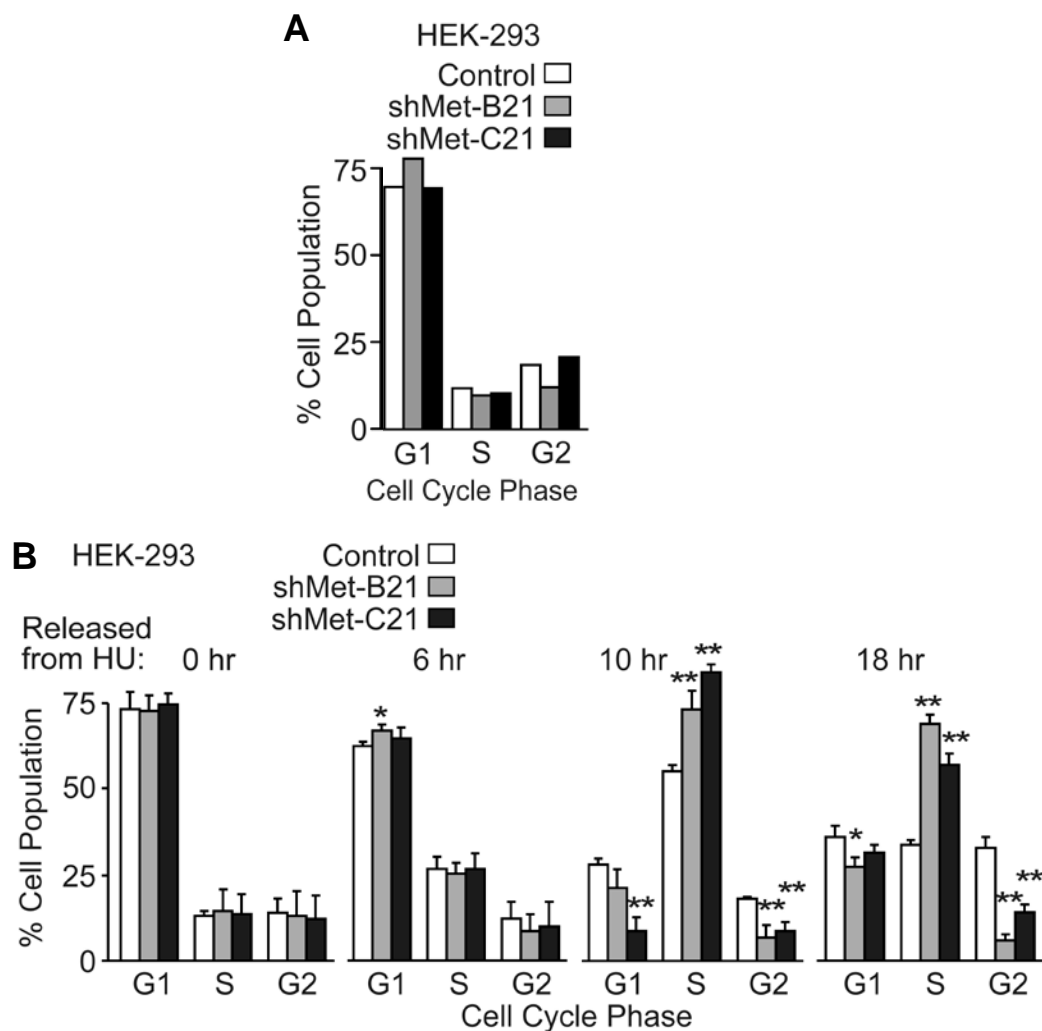 A HEK-293
Control
shMet-B21
shMet-C21
75
50
25
0
% Cell Population
G1 S G2
Cell Cycle Phase
B HEK-293
Control
shMet-B21
shMet-C21
Released
from HU: 0 hr 6 hr 10 hr 18 hr
75
50
25
0
% Cell Population
* ** ** ** ** ** * ** ** ** **
G1 S G2 G1 S G2 G1 S G2 G1 S G2
Cell Cycle Phase